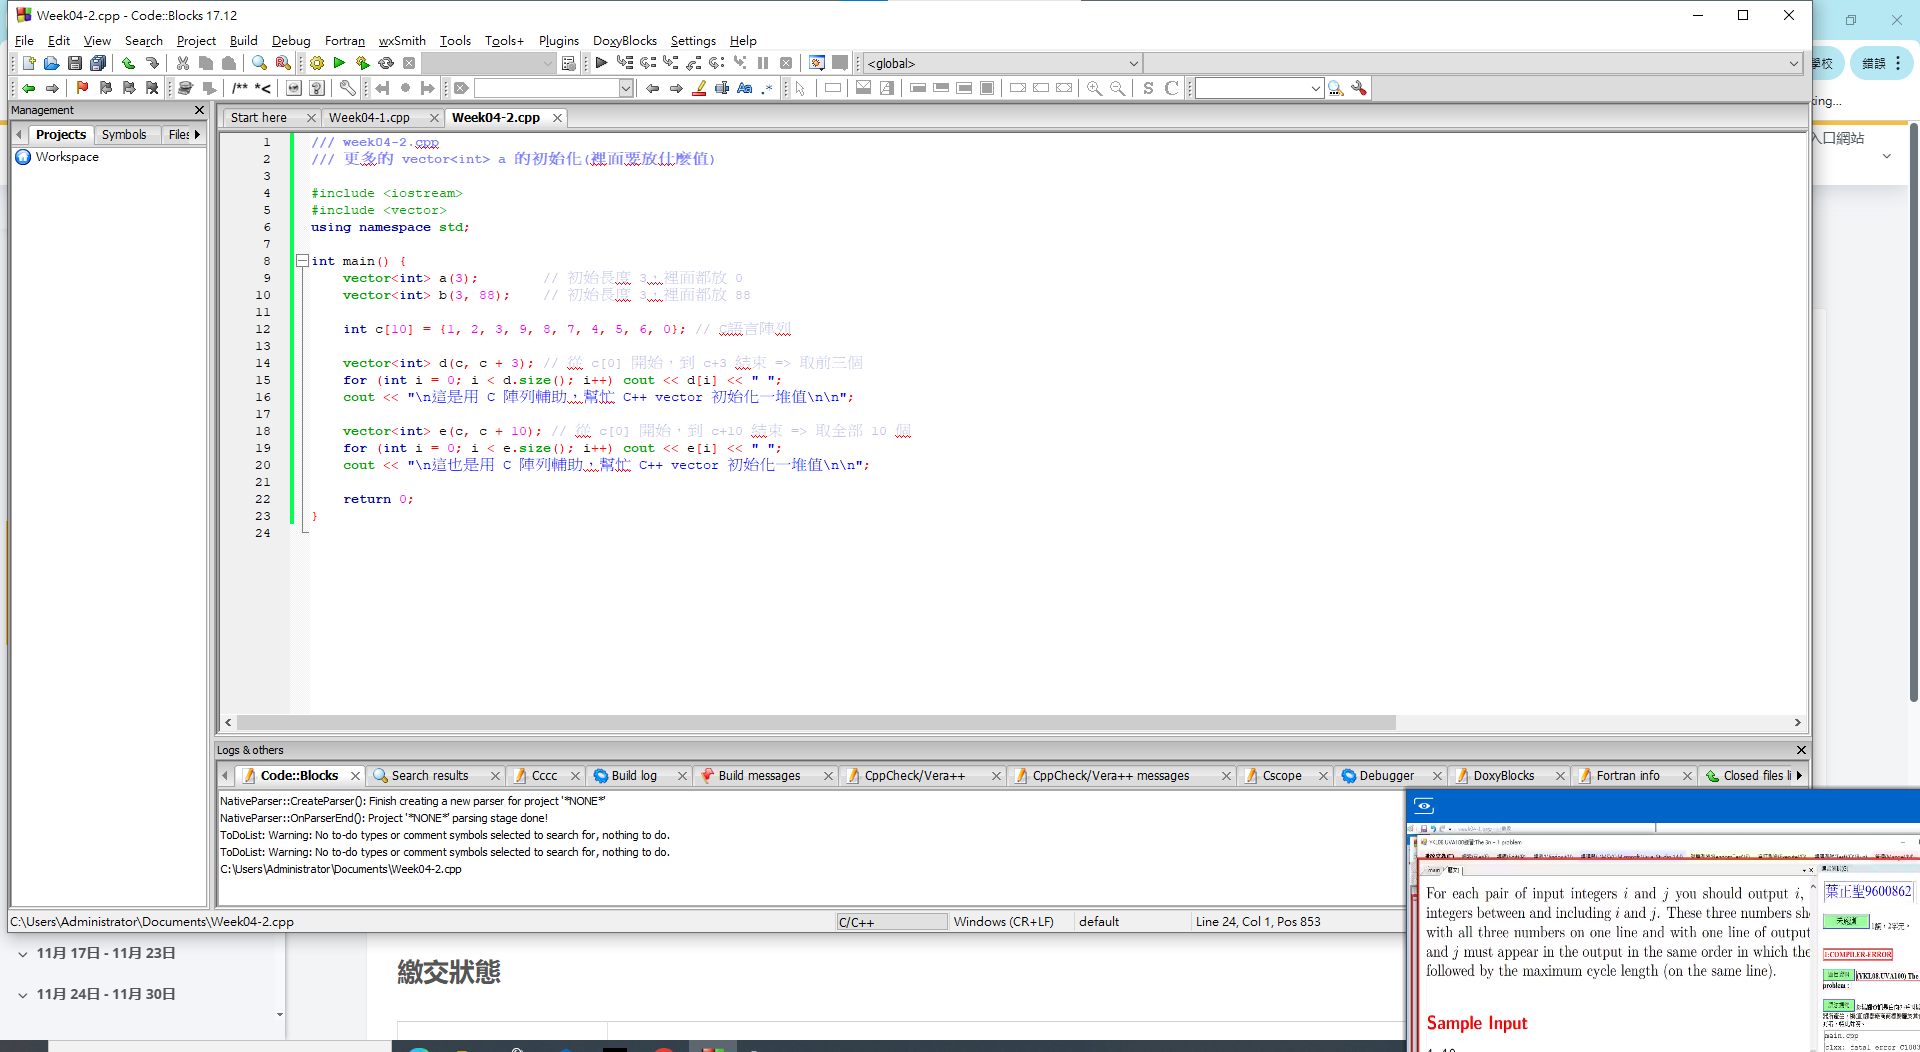 Week04-2.cpp - Code::Blocks 17.12
File Edit View Search Project Build Debug Fortran wxSmith Tools Tools+ Plugins DoxyBlocks Settings Help
<global>
/** *<
Management
Projects Symbols Files
Workspace
Start here Week04-1.cpp Week04-2.cpp
1 /// week04-2.cpp
2 /// 更多的 vector<int> a 的初始化(裡面要放什麼值)
3
4 #include <iostream>
5 #include <vector>
6 using namespace std;
7
8 int main() {
9 vector<int> a(3); // 初始長度 3，裡面都放 0
10 vector<int> b(3, 88); // 初始長度 3，裡面都放 88
11
12 int c[10] = {1, 2, 3, 9, 8, 7, 4, 5, 6, 0}; // C語言陣列
13
14 vector<int> d(c, c + 3); // 從 c[0] 開始，到 c+3 結束 => 取前三個
15 for (int i = 0; i < d.size(); i++) cout << d[i] << " ";
16 cout << "\n這是用 C 陣列輔助，幫忙 C++ vector 初始化一堆值\n\n";
17
18 vector<int> e(c, c + 10); // 從 c[0] 開始，到 c+10 結束 => 取全部 10 個
19 for (int i = 0; i < e.size(); i++) cout << e[i] << " ";
20 cout << "\n這也是用 C 陣列輔助，幫忙 C++ vector 初始化一堆值\n\n";
21
22 return 0;
23 }
24
Logs & others
Code::Blocks Search results Cccc Build log Build messages CppCheck/Vera++ CppCheck/Vera++ messages Cscope Debugger DoxyBlocks Fortran info Closed files li
NativeParser::CreateParser(): Finish creating a new parser for project '*NONE*'
NativeParser::OnParserEnd(): Project '*NONE*' parsing stage done!
ToDoList: Warning: No to-do types or comment symbols selected to search for, nothing to do.
ToDoList: Warning: No to-do types or comment symbols selected to search for, nothing to do.
C:\Users\Administrator\Documents\Week04-2.cpp
C:\Users\Administrator\Documents\Week04-2.cpp C/C++ Windows (CR+LF) default Line 24, Col 1, Pos 853
學校 錯誤
ing...
入口網站
11月 17日 - 11月 23日
11月 24日 - 11月 30日
繳交狀態
For each pair of input integers i and j you should output i,
integers between and including i and j. These three numbers sh
with all three numbers on one line and with one line of output
and j must appear in the output in the same order in which the
followed by the maximum cycle length (on the same line).
Sample Input
葉正聖9600862
1:COMPILER-ERROR
(YKL08.UVA100) The
problem :
main.cpp